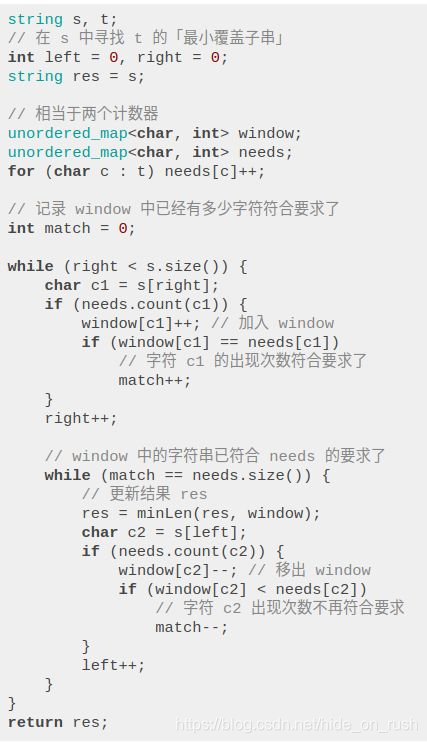 string s, t;
// 在 s 中寻找 t 的「最小覆盖子串」
int left = 0, right = 0;
string res = s;

// 相当于两个计数器
unordered_map<char, int> window;
unordered_map<char, int> needs;
for (char c : t) needs[c]++;

// 记录 window 中已经有多少字符符合要求了
int match = 0;

while (right < s.size()) {
    char c1 = s[right];
    if (needs.count(c1)) {
        window[c1]++; // 加入 window
        if (window[c1] == needs[c1])
            // 字符 c1 的出现次数符合要求了
            match++;
    }
    right++;

    // window 中的字符串已符合 needs 的要求了
    while (match == needs.size()) {
        // 更新结果 res
        res = minLen(res, window);
        char c2 = s[left];
        if (needs.count(c2)) {
            window[c2]--; // 移出 window
            if (window[c2] < needs[c2])
                // 字符 c2 出现次数不再符合要求
                match--;
        }
        left++;
    }
}
return res;
https://blog.csdn.net/hide_on_rush